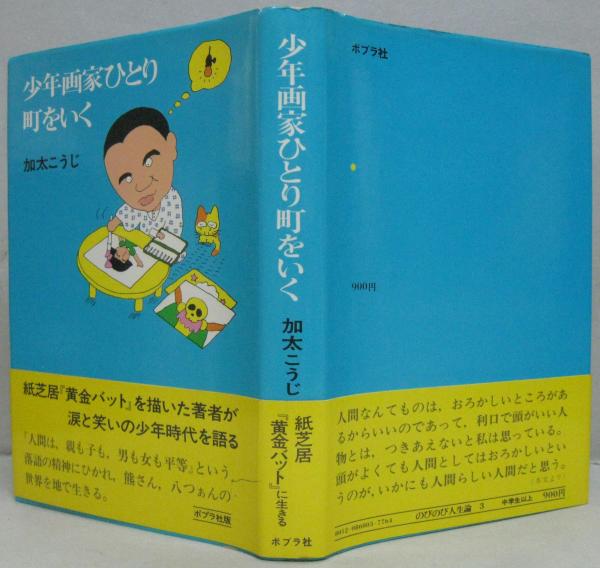 少年画家ひとり
町をいく
加太こうじ
紙芝居『黄金バット』を描いた著者が
涙と笑いの少年時代を語る
「人間は、親も子も、男も女も平等」という、
落語の精神にひかれ、熊さん、八つぁんの
世界を地で生きる。
ポプラ社版
少年画家ひとり町をいく
加太こうじ
紙芝居
『黄金バット』に生きる
ポプラ社
ポプラ社
900円
人間なんてものは、おろかしいところがあ
るからいいのであって、利口で頭がいい人
物とは、つきあえないと私は思っている。
頭がよくても人間としてはおろかしいとい
うのが、いかにも人間らしい人間だと思う。
(本文より)
のびのび人生論 3 中学生以上 900円